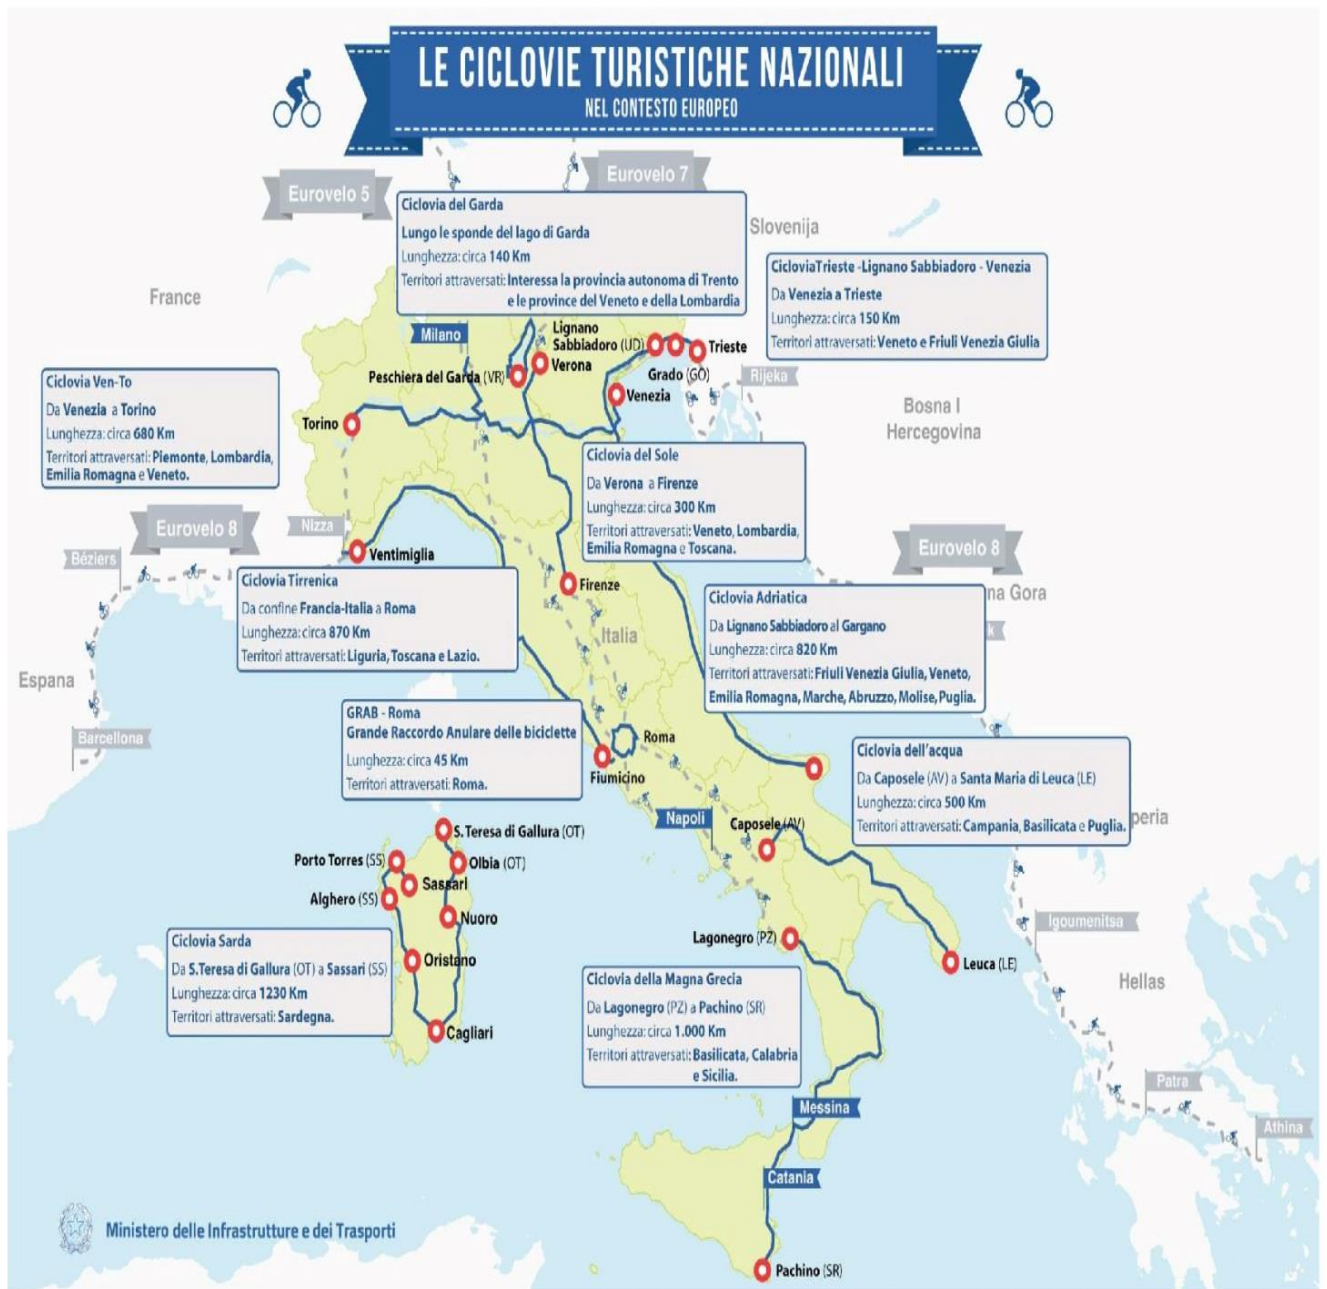 LE CICLOVIE TURISTICHE NAZIONALI
NEL CONTESTO EUROPEO
Eurovelo 5
Eurovelo 7
Ciclovia del Garda
Lungo le sponde del lago di Garda
Lunghezza: circa 140 Km
Territori attraversati: Interessa la provincia autonoma di Trento
e le province del Veneto e della Lombardia
Slovenija
CicloviaTrieste -Lignano Sabbiadoro - Venezia
Da Venezia a Trieste
Lunghezza: circa 150 Km
Territori attraversati: Veneto e Friuli Venezia Giulia
France
Milano
Lignano
Sabbiadoro (UD)
Trieste
Verona
Peschiera del Garda (VR)
Grado (GO)
Rijeka
Venezia
Ciclovia Ven-To
Da Venezia a Torino
Lunghezza: circa 680 Km
Territori attraversati: Piemonte, Lombardia,
Emilia Romagna e Veneto.
Torino
Bosna I
Hercegovina
Ciclovia del Sole
Da Verona a Firenze
Lunghezza: circa 300 Km
Territori attraversati: Veneto, Lombardia,
Emilia Romagna e Toscana.
Eurovelo 8
Nizza
Béziers
Ventimiglia
Eurovelo 8
Ciclovia Tirrenica
Da confine Francia-Italia a Roma
Lunghezza: circa 870 Km
Territori attraversati: Liguria, Toscana e Lazio.
Firenze
Italia
Ciclovia Adriatica
Da Lignano Sabbiadoro al Gargano
Lunghezza: circa 820 Km
Territori attraversati: Friuli Venezia Giulia, Veneto,
Emilia Romagna, Marche, Abruzzo, Molise, Puglia.
na Gora
k
Espana
Barcellona
GRAB - Roma
Grande Raccordo Anulare delle biciclette
Lunghezza: circa 45 Km
Territori attraversati: Roma.
Roma
Fiumicino
Ciclovia dell'acqua
Da Caposele (AV) a Santa Maria di Leuca (LE)
Lunghezza: circa 500 Km
Territori attraversati: Campania, Basilicata e Puglia.
peria
Napoli
Caposele (AV)
S.Teresa di Gallura (OT)
Porto Torres (SS)
Olbia (OT)
Sassari
Alghero (SS)
Nuoro
Oristano
Cagliari
Ciclovia Sarda
Da S.Teresa di Gallura (OT) a Sassari (SS)
Lunghezza: circa 1230 Km
Territori attraversati: Sardegna.
Lagonegro (PZ)
Leuca (LE)
Igoumenitsa
Hellas
Ciclovia della Magna Grecia
Da Lagonegro (PZ) a Pachino (SR)
Lunghezza: circa 1.000 Km
Territori attraversati: Basilicata, Calabria
e Sicilia.
Messina
Patra
Athina
Catania
Pachino (SR)
Ministero delle Infrastrutture e dei Trasporti